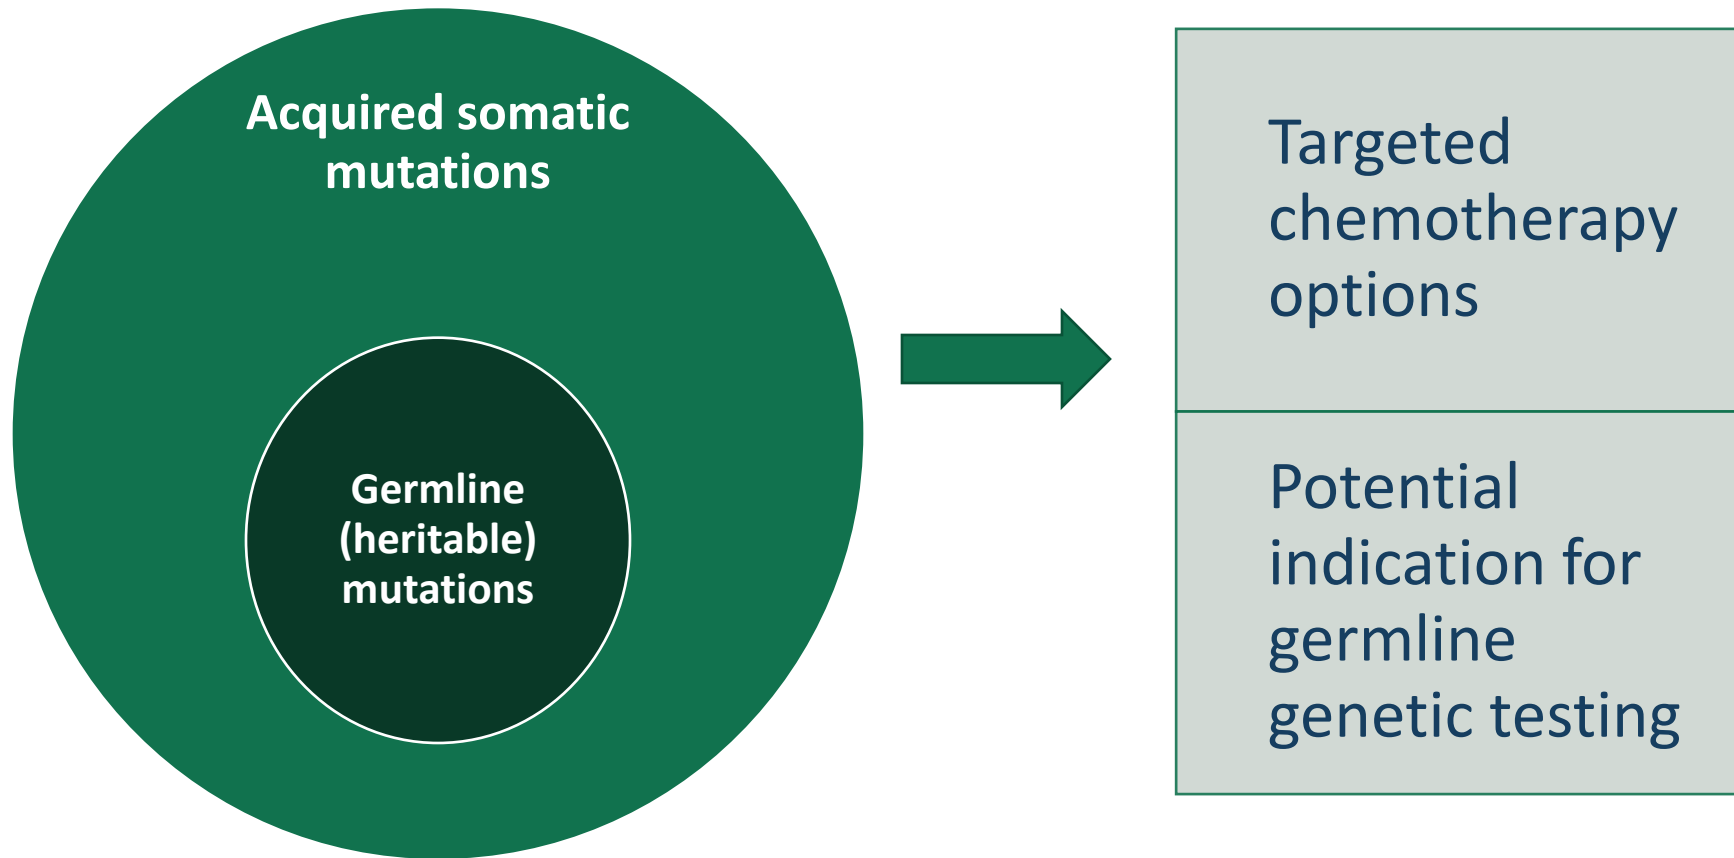 Acquired somatic
mutations
Germline
(heritable)
mutations
Targeted
chemotherapy
options
Potential
indication for
germline
genetic testing